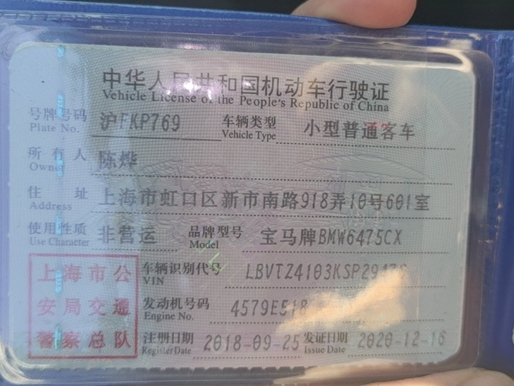 中华人民共和国机动车行驶证
Vehicle License of the People's Republic of China
号牌号码 Plate No. 沪FKP769 车辆类型 Vehicle Type 小型普通客车
所有人 Owner 陈烨
住址 Address 上海市虹口区新市南路918弄10号601室
使用性质 Use Character 非营运 品牌型号 Model 宝马牌BMW6475CX
上海市公安局交通警察总队
车辆识别代号 VIN
发动机号码 Engine No.
注册日期 Register Date 2018-09-25 发证日期 Issue Date 2020-12-16